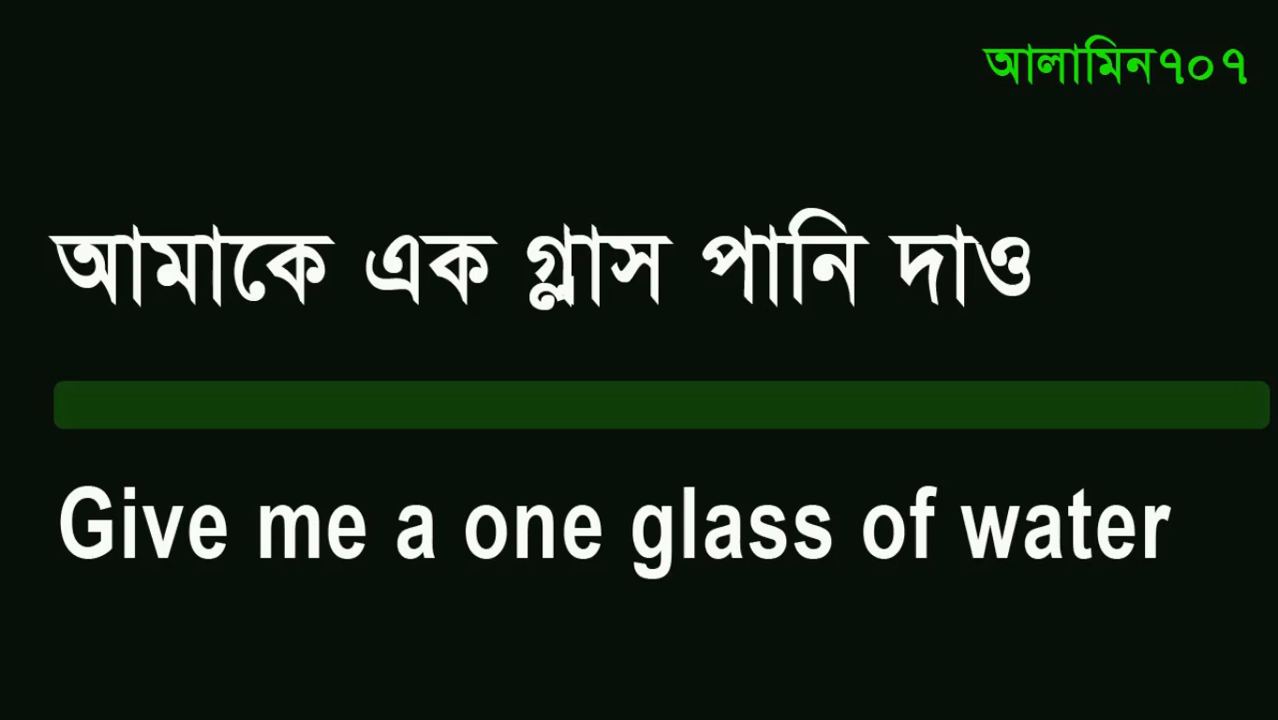 আলামিন৭০৭
আমাকে এক গ্লাস পানি দাও
Give me a one glass of water